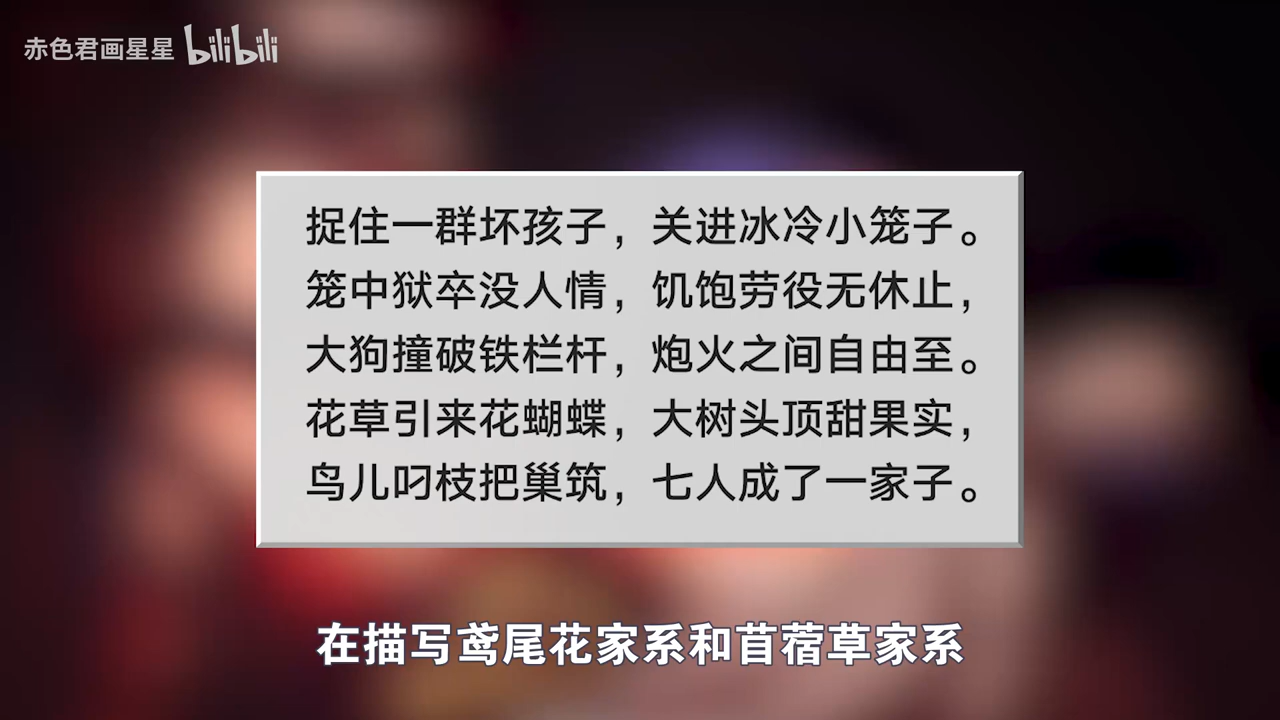 赤色君画星星 bilibili
捉住一群坏孩子，关进冰冷小笼子。
笼中狱卒没人情，饥饱劳役无休止，
大狗撞破铁栏杆，炮火之间自由至。
花草引来花蝴蝶，大树头顶甜果实，
鸟儿叼枝把巢筑，七人成了一家子。
在描写鸢尾花家系和苜蓿草家系